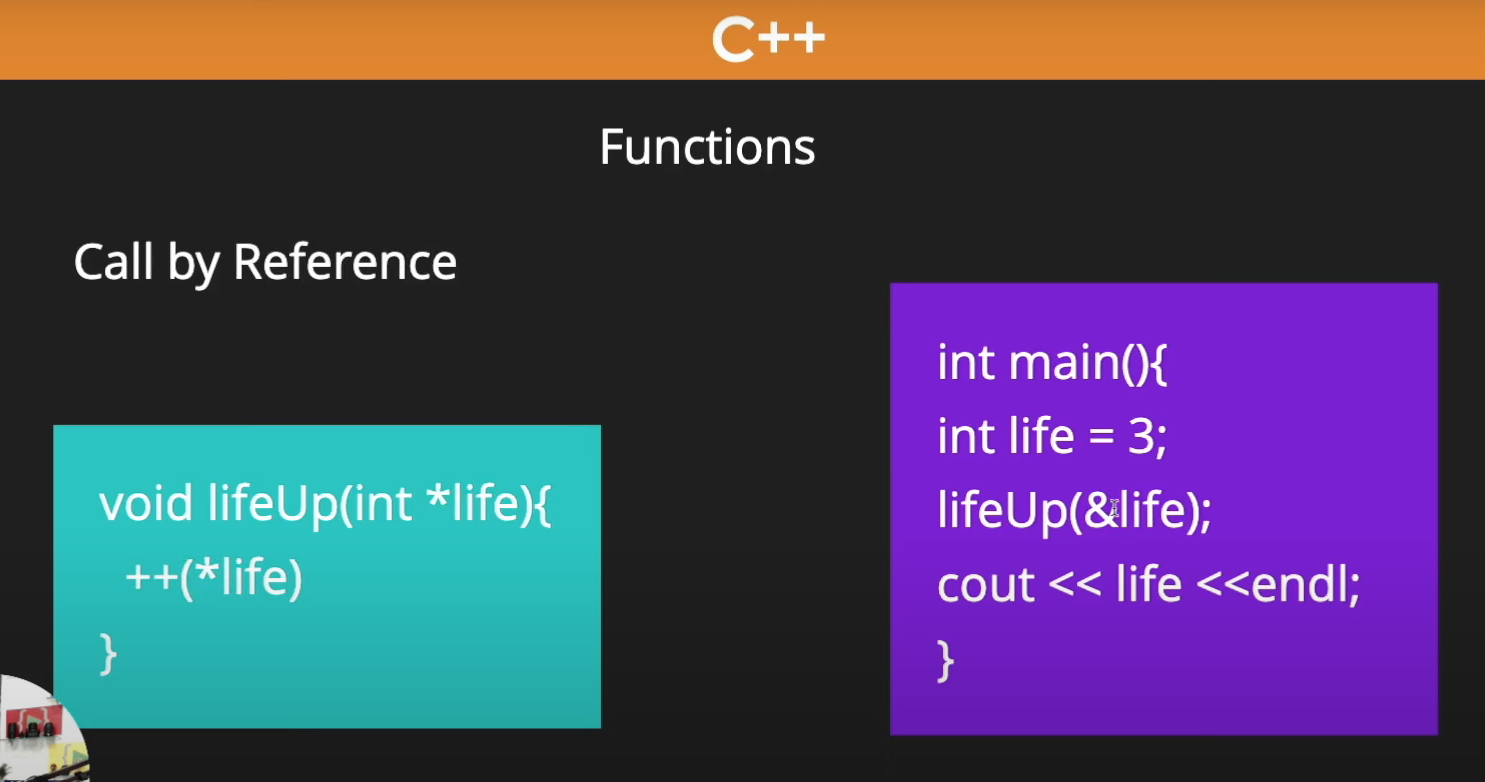 C++
Functions
Call by Reference
void lifeUp(int *life){
++(*life)
}
int main(){
int life = 3;
lifeUp(&life);
cout << life <<endl;
}